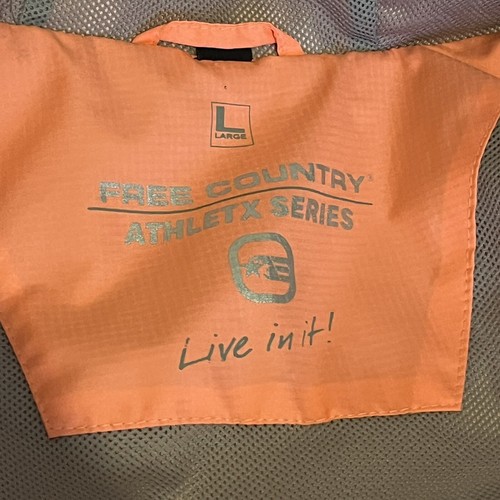 L
LARGE
FREE COUNTRY
ATHLETX SERIES
Live in it!